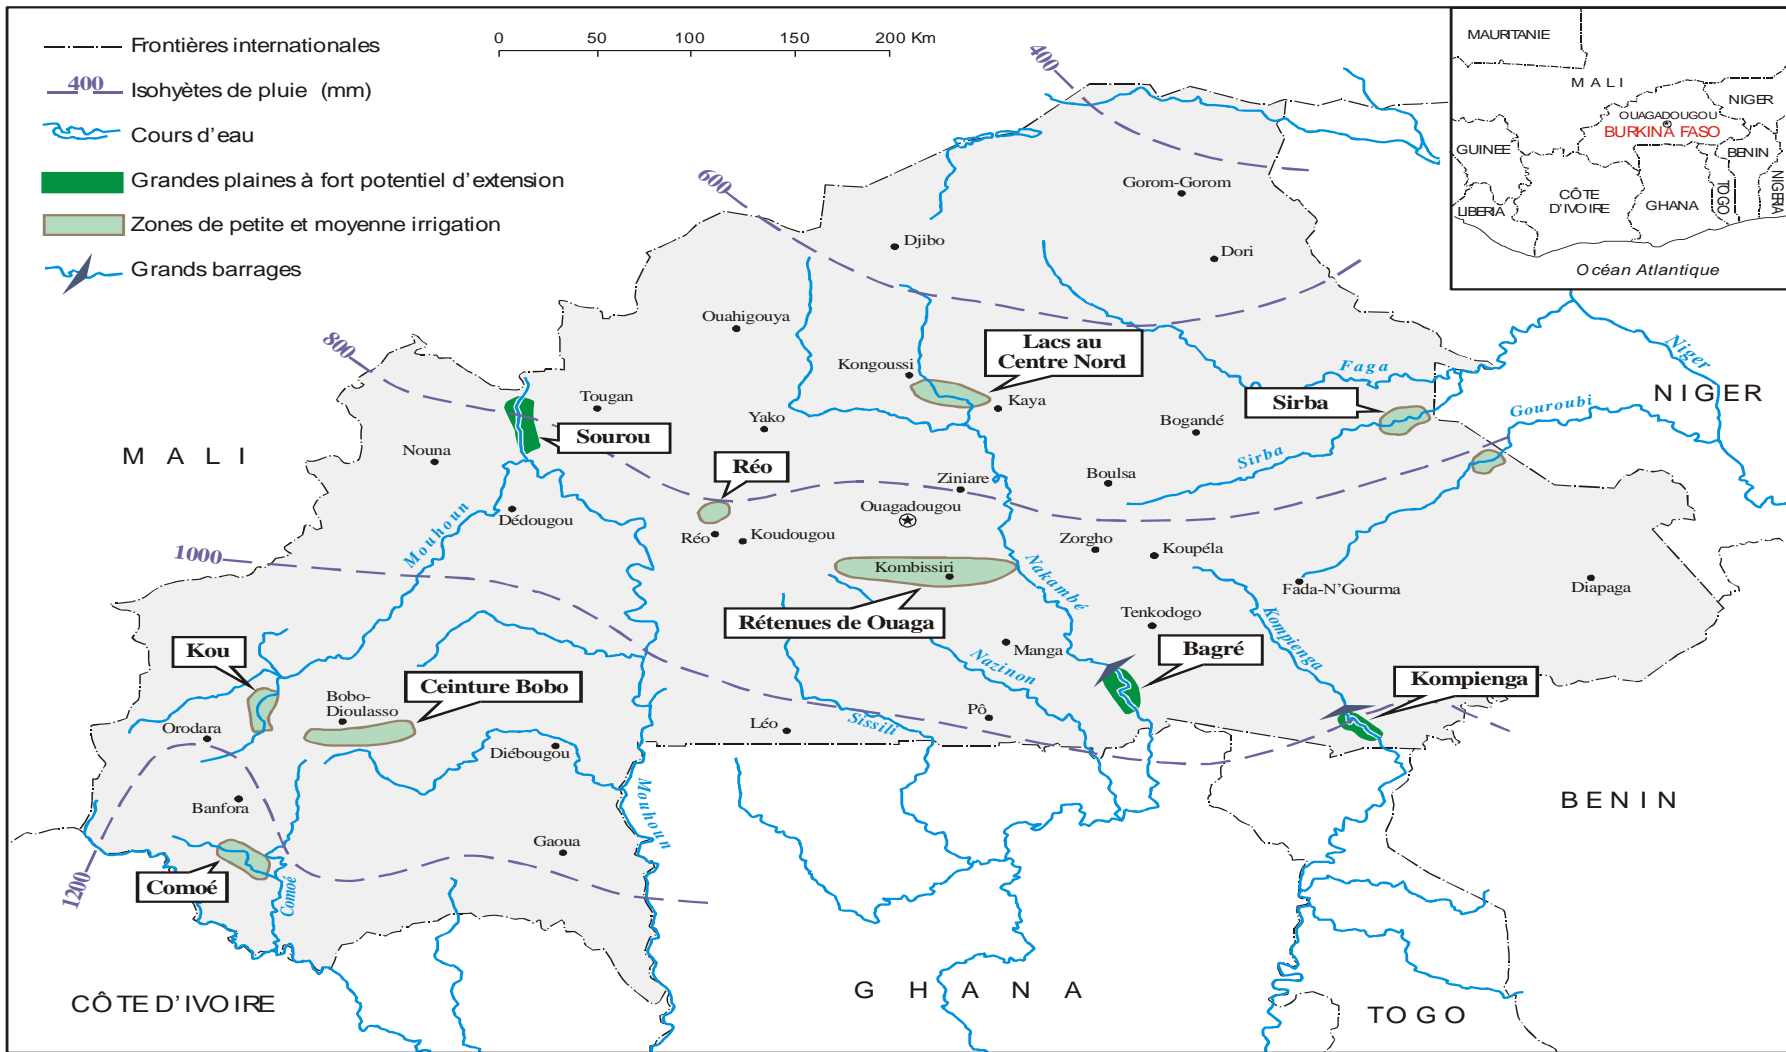 Frontières internationales
400 Isohyètes de pluie (mm)
Cours d'eau
Grandes plaines à fort potentiel d'extension
Zones de petite et moyenne irrigation
Grands barrages
0 50 100 150 200 Km
MAURITANIE
MALI
NIGER
OUAGADOUGOU
BURKINA FASO
GUINEE
BENIN
CÔTE
D'IVOIRE
GHANA
TOGO
NIGERIA
LIBERIA
Océan Atlantique
400
600
800
1000
1200
Gorom-Gorom
Djibo
Dori
Ouahigouya
Lacs au
Centre Nord
Kongoussi
Kaya
Faga
Niger
NIGER
Sirba
Gouroubi
Tougan
Sourou
Yako
Bogandé
MALI
Nouna
Réo
Sirba
Ziniare
Boulsa
Dédougou
Mouhoun
Ouagadougou
Réo
Koudougou
Zorgho
Koupéla
Kombissiri
Nakambé
Fada-N'Gourma
Diapaga
Rétenues de Ouaga
Tenkodogo
Kompienga
Kou
Manga
Bagré
Nazinon
Ceinture Bobo
Kompienga
Bobo-
Dioulasso
Orodara
Léo
Sissili
Pô
Diébougou
Mouhoun
Banfora
BENIN
Gaoua
Comoé
Comoé
CÔTE D'IVOIRE
GHANA
TOGO